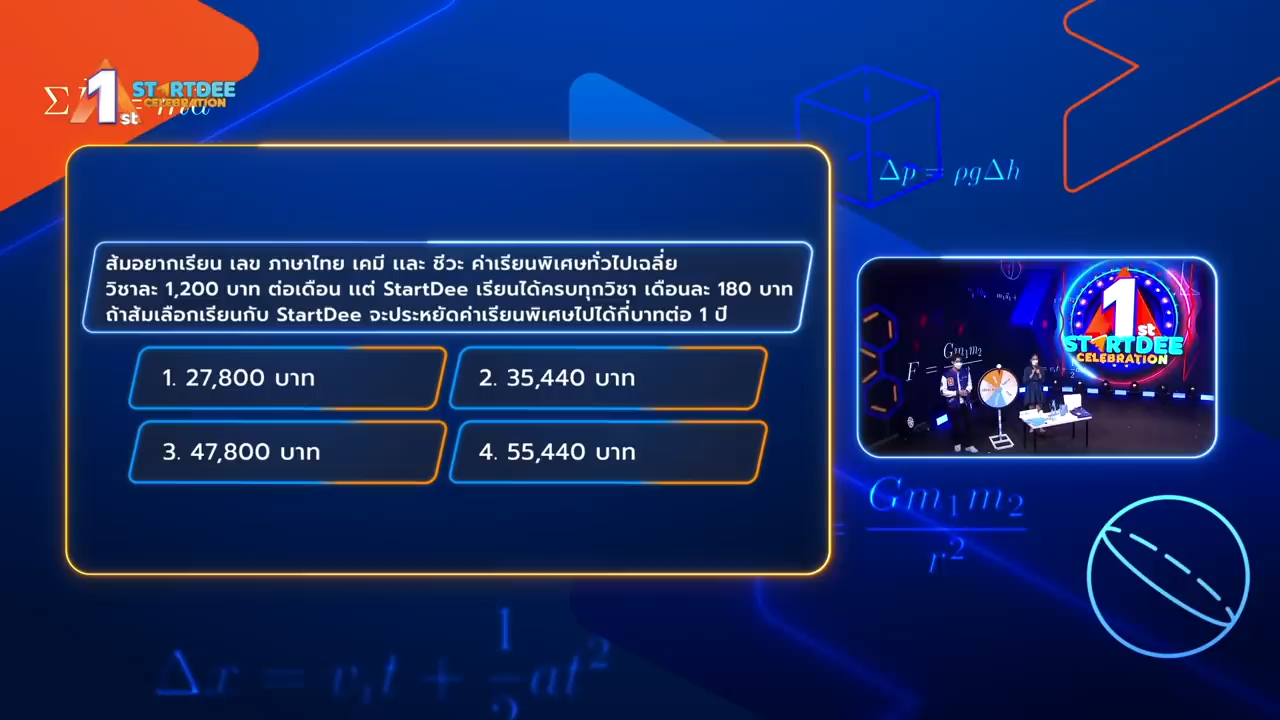 1st
STARTDEE
CELEBRATION
Δp = ρgΔh
ส้มอยากเรียน เลข ภาษาไทย เคมี และ ชีวะ ค่าเรียนพิเศษทั่วไปเฉลี่ย
วิชาละ 1,200 บาท ต่อเดือน แต่ StartDee เรียนได้ครบทุกวิชา เดือนละ 180 บาท
ถ้าส้มเลือกเรียนกับ StartDee จะประหยัดค่าเรียนพิเศษไปได้กี่บาทต่อ 1 ปี
1. 27,800 บาท
2. 35,440 บาท
3. 47,800 บาท
4. 55,440 บาท
1st
STARTDEE
CELEBRATION
F = Gm₁m₂
= Gm₁m₂
r²
Δr = vᵢt + 1/2 at²